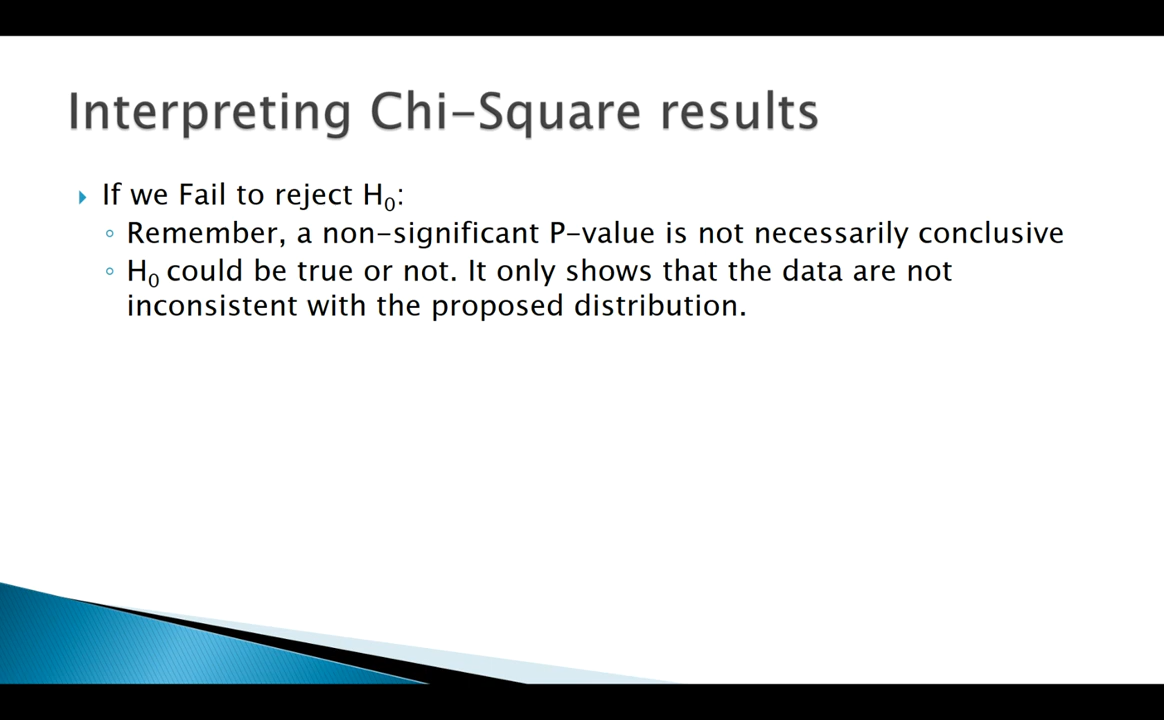 Interpreting Chi-Square results
If we Fail to reject H₀:
Remember, a non-significant P-value is not necessarily conclusive
H₀ could be true or not. It only shows that the data are not
inconsistent with the proposed distribution.